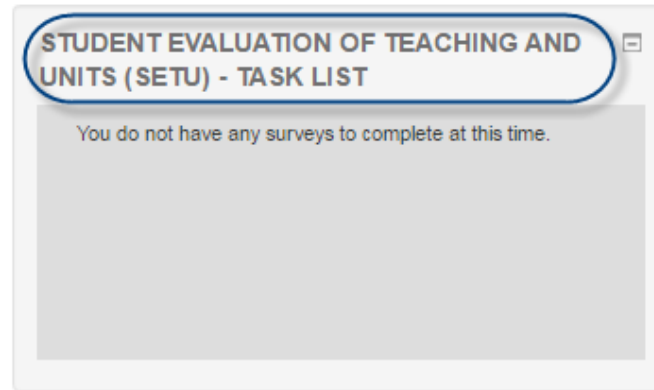 STUDENT EVALUATION OF TEACHING AND
UNITS (SETU) - TASK LIST
You do not have any surveys to complete at this time.